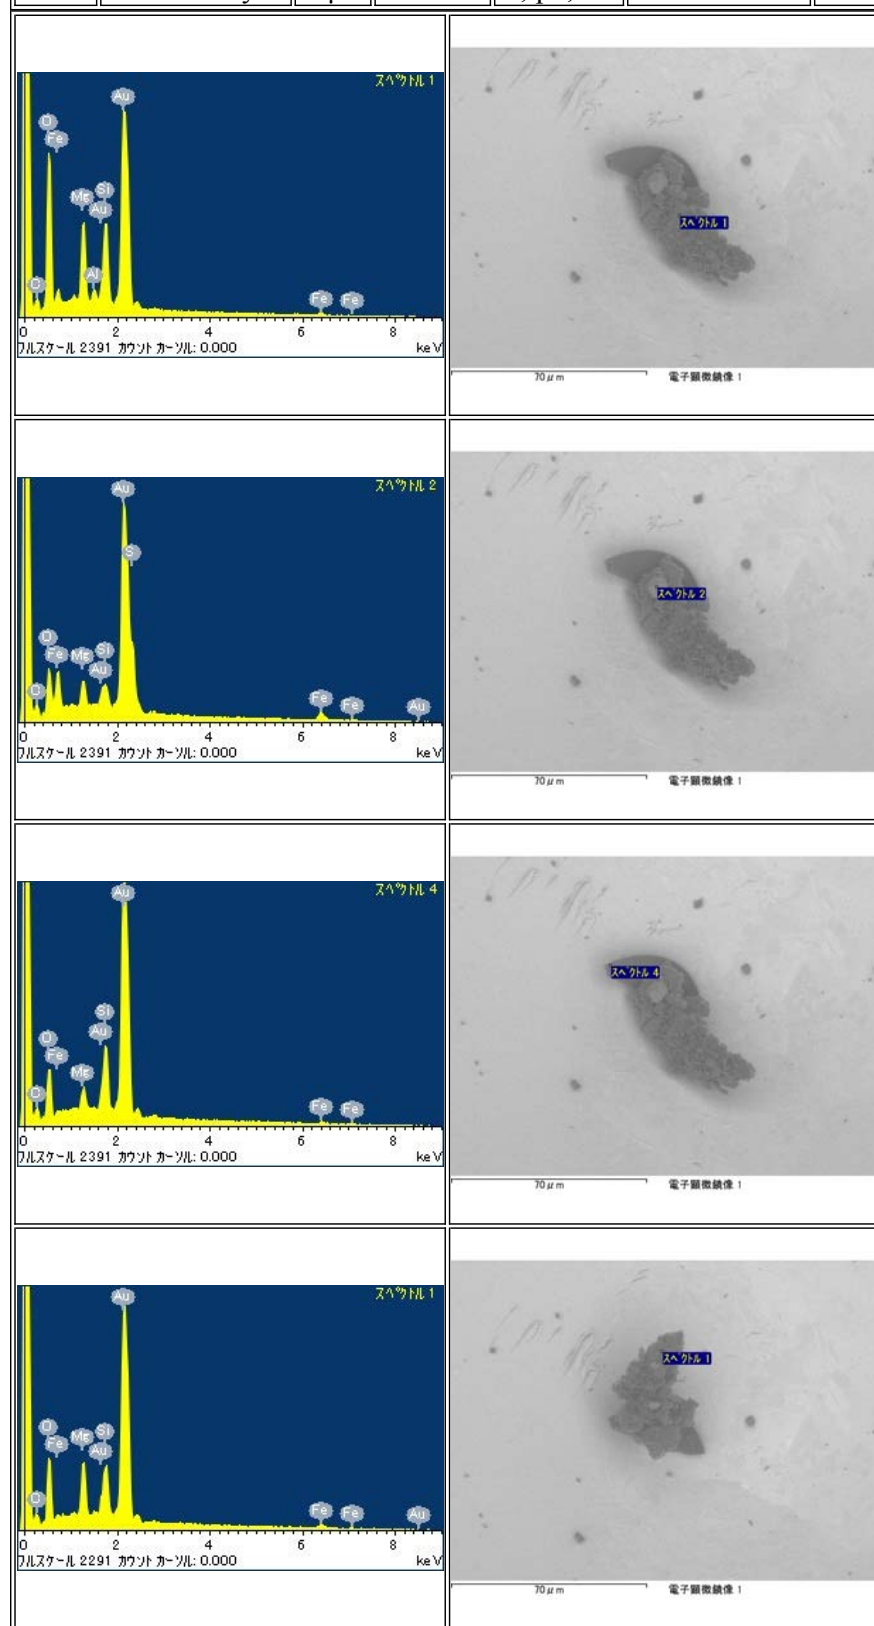 スペクトル 1
Au
O
Fe
Mg
Si
Au
Al
C
Fe
Fe
0 2 4 6 8
フルスケール 2391 カウント カーソル: 0.000 keV
スペクトル 1
70μm 電子顕微鏡像 1
スペクトル 2
Au
S
O
Fe
Mg
Si
Au
C
Fe
Fe
Au
0 2 4 6 8
フルスケール 2391 カウント カーソル: 0.000 keV
スペクトル 2
70μm 電子顕微鏡像 1
スペクトル 4
Au
Si
Au
O
Fe
Mg
C
Fe
Fe
0 2 4 6 8
フルスケール 2391 カウント カーソル: 0.000 keV
スペクトル 4
70μm 電子顕微鏡像 1
スペクトル 1
Au
O
Fe
Mg
Si
Au
C
Fe
Fe
Au
0 2 4 6 8
フルスケール 2291 カウント カーソル: 0.000 keV
スペクトル 1
70μm 電子顕微鏡像 1